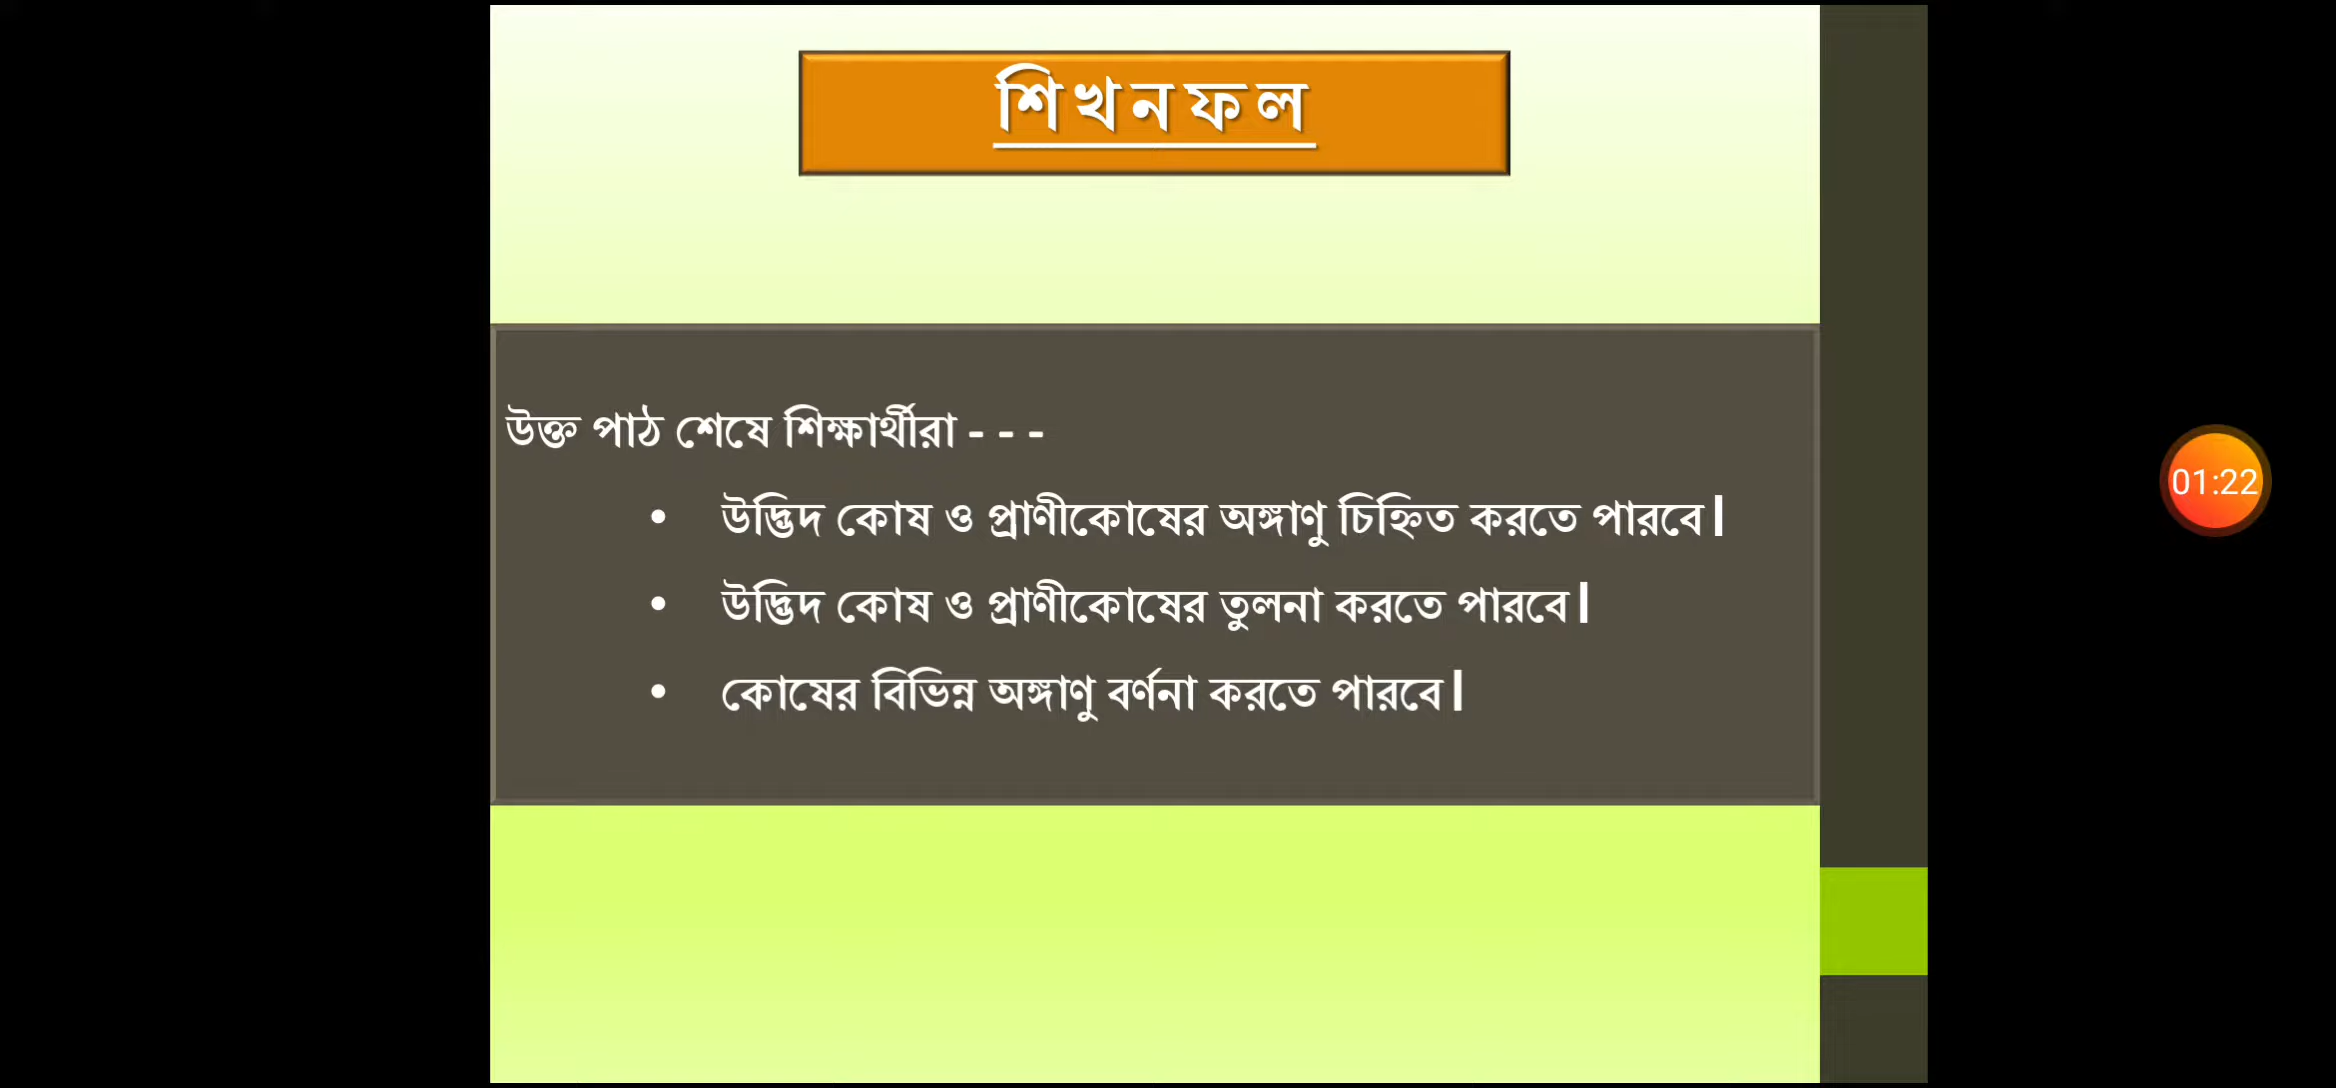 শিখনফল
উক্ত পাঠ শেষে শিক্ষার্থীরা - - -
• উদ্ভিদ কোষ ও প্রাণীকোষের অঙ্গাণু চিহ্নিত করতে পারবে।
• উদ্ভিদ কোষ ও প্রাণীকোষের তুলনা করতে পারবে।
• কোষের বিভিন্ন অঙ্গাণু বর্ণনা করতে পারবে।
01:22